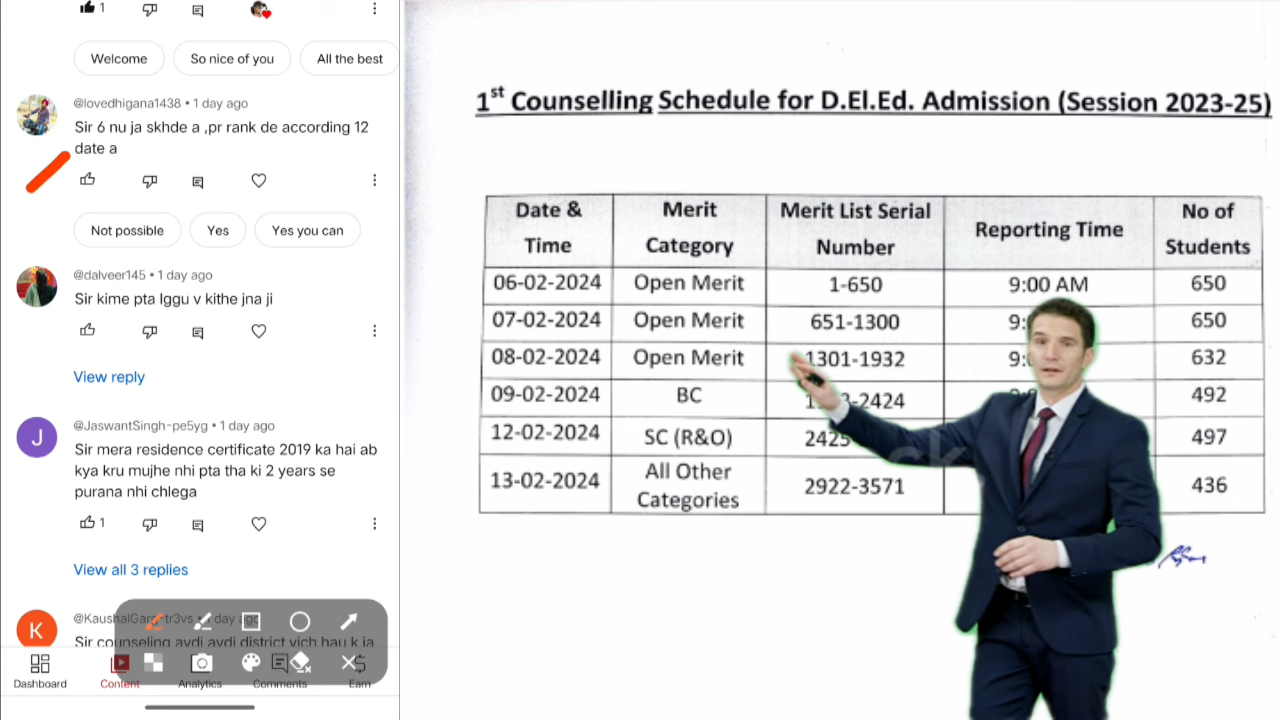 1
Welcome
So nice of you
All the best
@lovedhigana1438 • 1 day ago
Sir 6 nu ja skhde a ,pr rank de according 12
date a
Not possible
Yes
Yes you can
@dalveer145 • 1 day ago
Sir kime pta lggu v kithe jna ji
View reply
J
@JaswantSingh-pe5yg • 1 day ago
Sir mera residence certificate 2019 ka hai ab
kya kru mujhe nhi pta tha ki 2 years se
purana nhi chlega
1
View all 3 replies
K
day ago
Sir counseling avdi avdi district vich hau k ja
Dashboard
Content
Analytics
Comments
Earn
1st Counselling Schedule for D.El.Ed. Admission (Session 2023-25)
Date & Time | Merit Category | Merit List Serial Number | Reporting Time | No of Students
06-02-2024 | Open Merit | 1-650 | 9:00 AM | 650
07-02-2024 | Open Merit | 651-1300 | 650
08-02-2024 | Open Merit | 1301-1932 | 632
09-02-2024 | BC | 492
12-02-2024 | SC (R&O) | 497
13-02-2024 | All Other Categories | 2922-3571 | 436